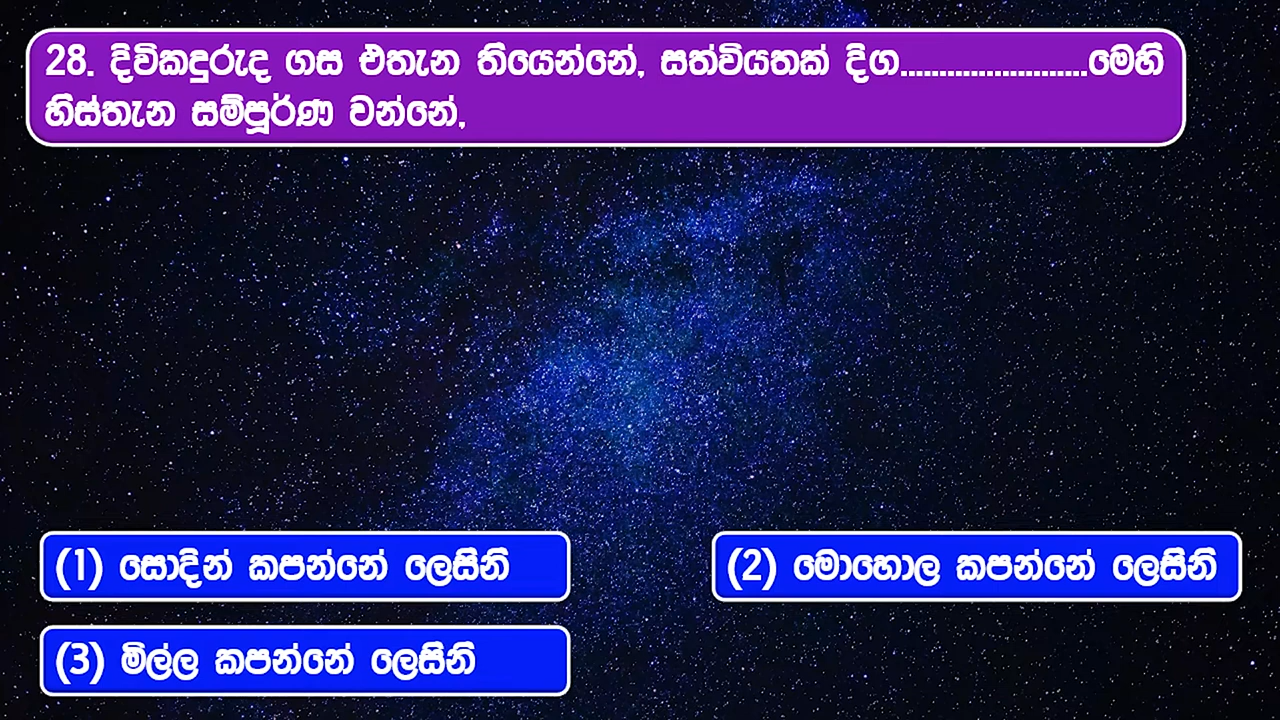 28. දිවිකදුරුද ගස එතැන තියෙන්නේ, සත්වියතක් දිග........................මෙහි
හිස්තැන සම්පූර්ණ වන්නේ,
(1) සොදින් කපන්නේ ලෙසිනි
(2) මොහොල කපන්නේ ලෙසිනි
(3) මිල්ල කපන්නේ ලෙසිනි